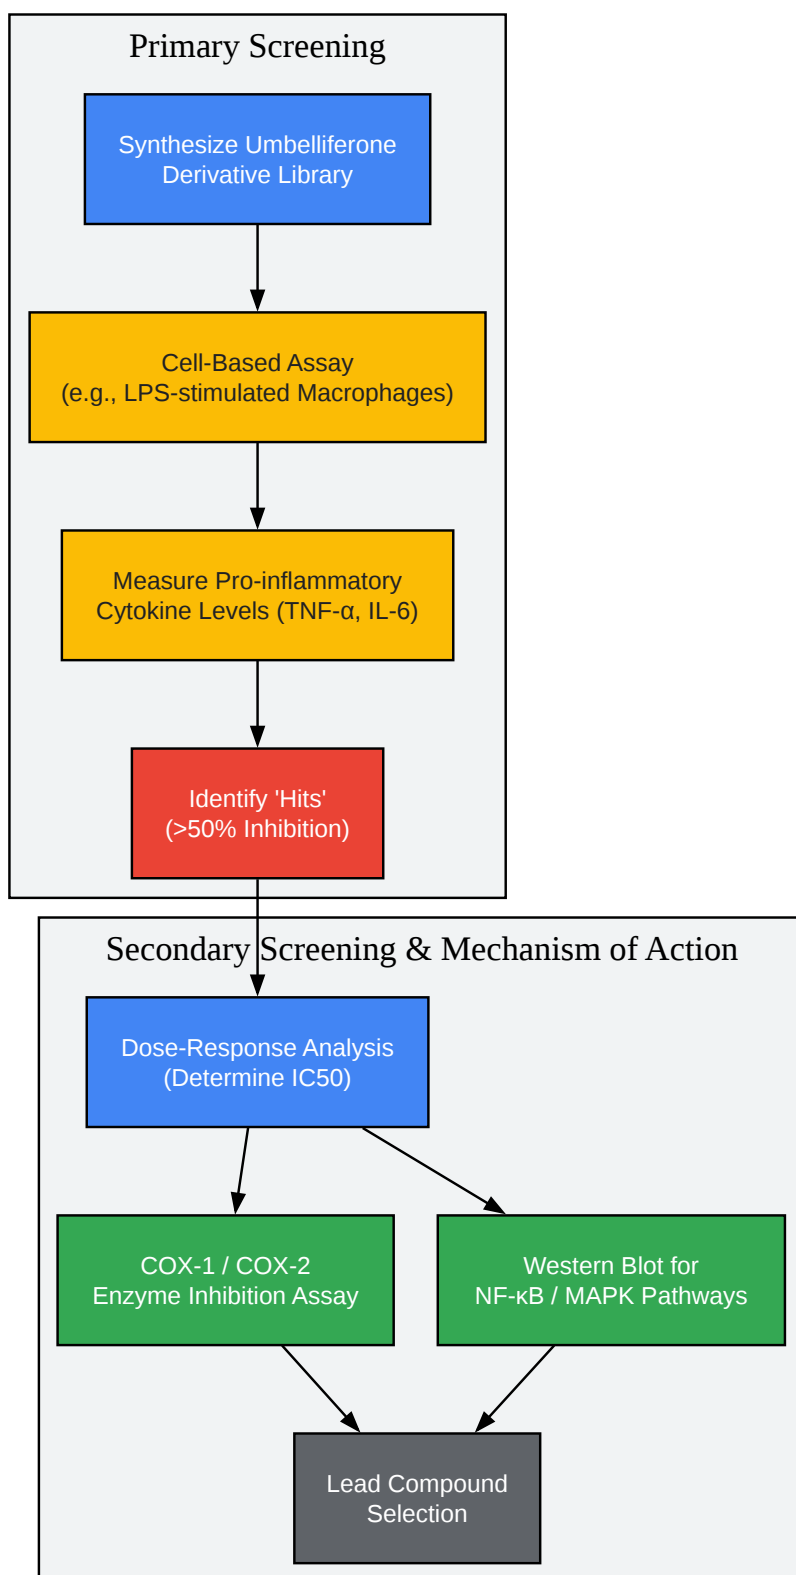 Primary Screening
Synthesize Umbelliferone
Derivative Library
Cell-Based Assay
(e.g., LPS-stimulated Macrophages)
Measure Pro-inflammatory
Cytokine Levels (TNF-α, IL-6)
Identify 'Hits'
(>50% Inhibition)
Secondary Screening & Mechanism of Action
Dose-Response Analysis
(Determine IC50)
COX-1 / COX-2
Enzyme Inhibition Assay
Western Blot for
NF-κB / MAPK Pathways
Lead Compound
Selection